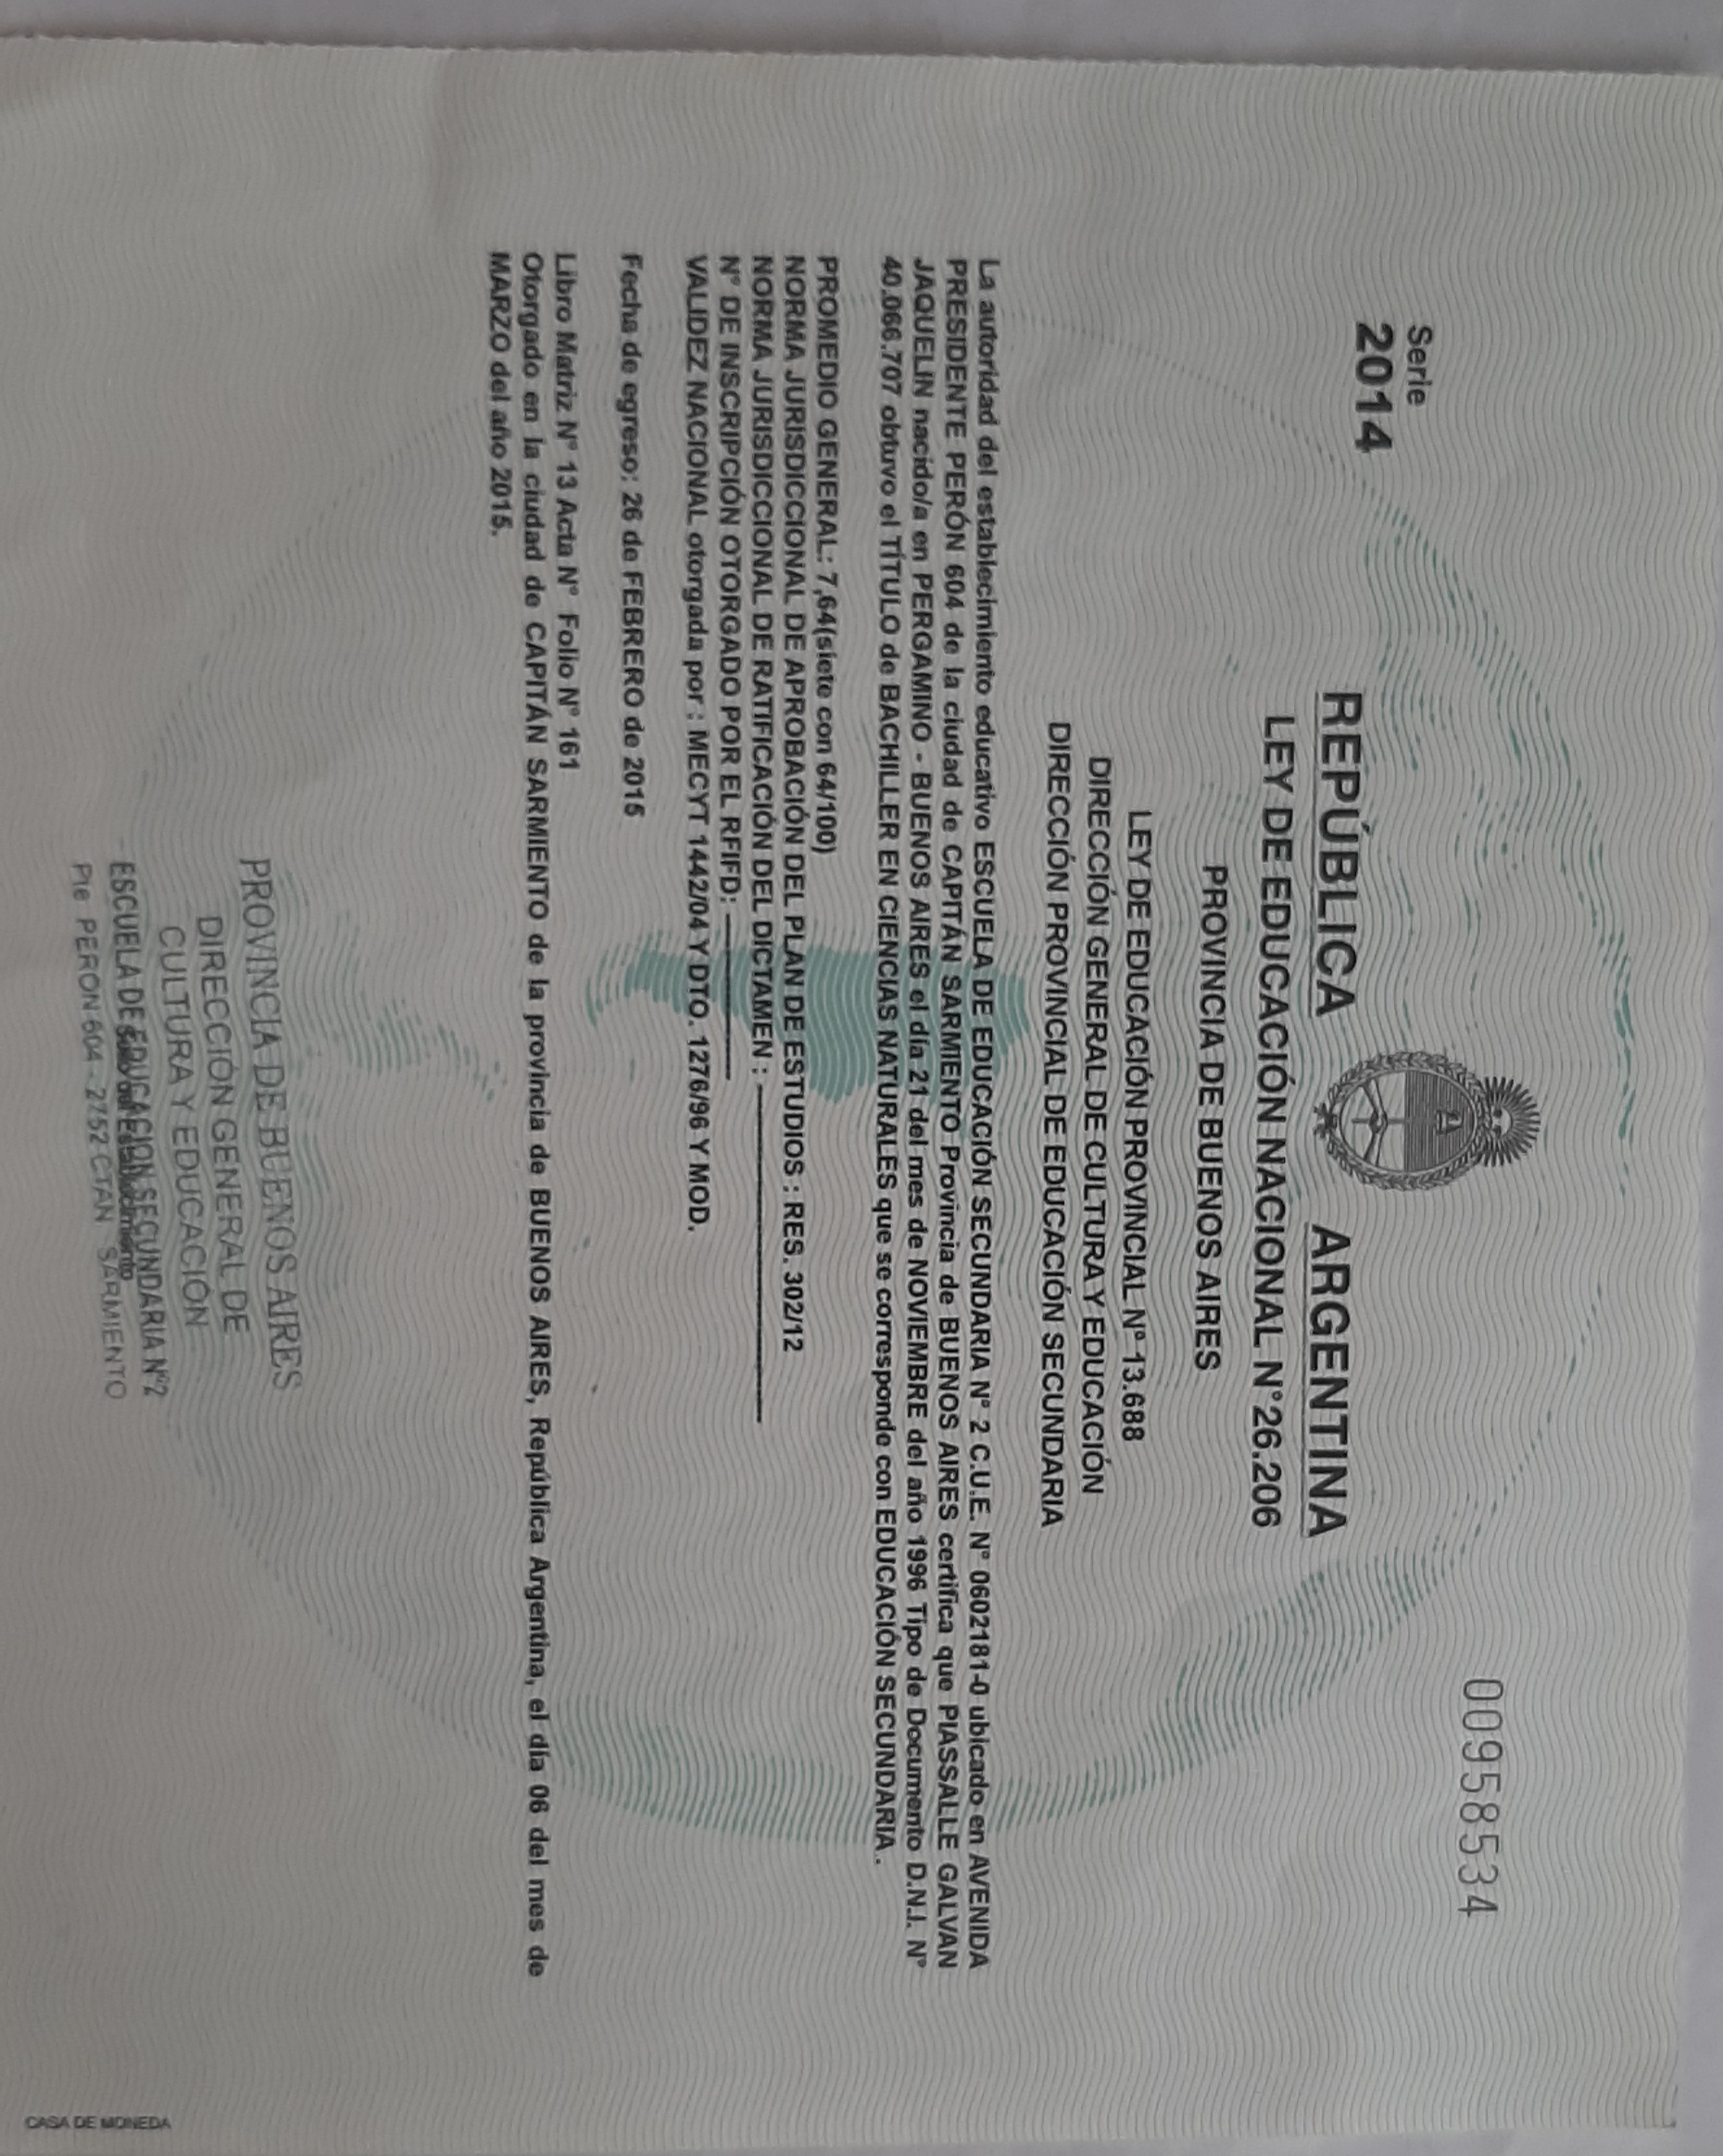 Serie
2014
00958534
REPÚBLICA ARGENTINA
LEY DE EDUCACIÓN NACIONAL N°26.206
PROVINCIA DE BUENOS AIRES
LEY DE EDUCACIÓN PROVINCIAL N° 13.688
DIRECCIÓN GENERAL DE CULTURA Y EDUCACIÓN
DIRECCIÓN PROVINCIAL DE EDUCACIÓN SECUNDARIA
La autoridad del establecimiento educativo ESCUELA DE EDUCACIÓN SECUNDARIA N° 2 C.U.E. N° 0602181-0 ubicado en AVENIDA
PRESIDENTE PERÓN 604 de la ciudad de CAPITÁN SARMIENTO Provincia de BUENOS AIRES certifica que PIASSALLE GALVAN
JAQUELIN nacido/a en PERGAMINO - BUENOS AIRES el día 21 del mes de NOVIEMBRE del año 1996 Tipo de Documento D.N.I. N°
40.066.707 obtuvo el TÍTULO de BACHILLER EN CIENCIAS NATURALES que se corresponde con EDUCACIÓN SECUNDARIA.
PROMEDIO GENERAL: 7,64(siete con 64/100)
NORMA JURISDICCIONAL DE APROBACIÓN DEL PLAN DE ESTUDIOS : RES. 302/12
NORMA JURISDICCIONAL DE RATIFICACIÓN DEL DICTAMEN :
N° DE INSCRIPCIÓN OTORGADO POR EL RFIFD:
VALIDEZ NACIONAL otorgada por : MECYT 1442/04 Y DTO. 1276/96 Y MOD.
Fecha de egreso: 26 de FEBRERO de 2015
Libro Matriz N° 13 Acta N° Folio N° 161
Otorgado en la ciudad de CAPITÁN SARMIENTO de la provincia de BUENOS AIRES, República Argentina, el día 06 del mes de
MARZO del año 2015.
PROVINCIA DE BUENOS AIRES
DIRECCIÓN GENERAL DE
CULTURA Y EDUCACIÓN
ESCUELA DE EDUCACION SECUNDARIA Nº2
Sello del Establecimiento
Pte PERON 604 - 2752 CTAN SARMIENTO
CASA DE MONEDA